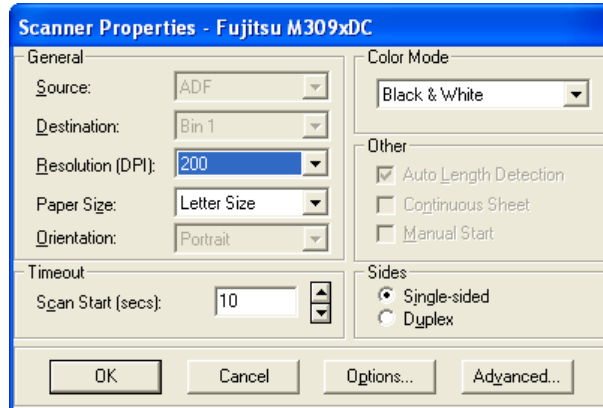 Scanner Properties - Fujitsu M309xDC
General
Source: ADF
Destination: Bin 1
Resolution (DPI): 200
Paper Size: Letter Size
Orientation: Portrait
Timeout
Scan Start (secs): 10
Color Mode
Black & White
Other
Auto Length Detection
Continuous Sheet
Manual Start
Sides
Single-sided
Duplex
OK Cancel Options... Advanced...